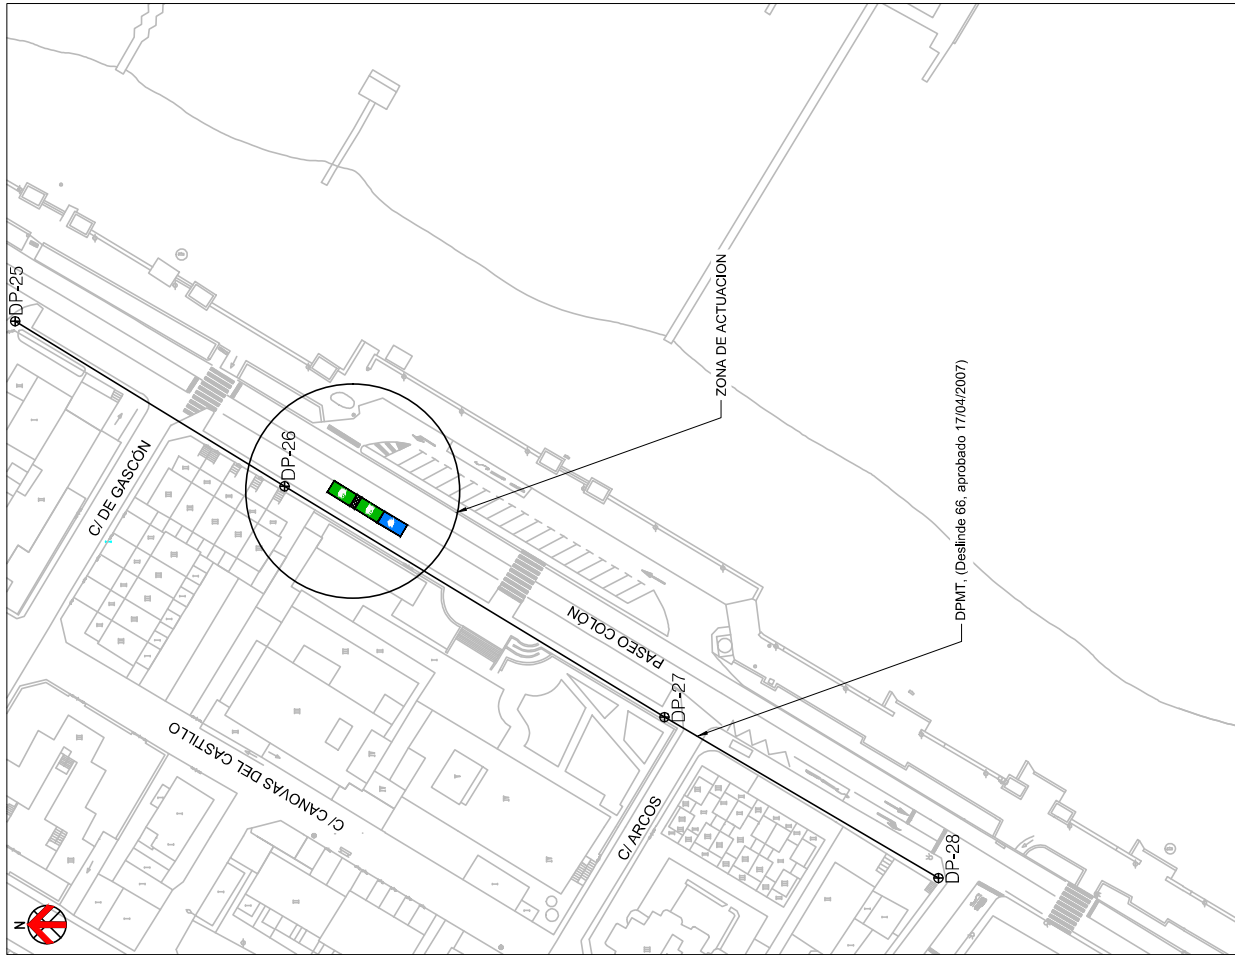 DP-25
C/ DE GASCÓN
DP-26
ZONA DE ACTUACION
DPMT, (Deslinde 66, aprobado 17/04/2007)
PASEO COLÓN
DP-27
C/ CANOVAS DEL CASTILLO
C/ ARCOS
DP-28
N